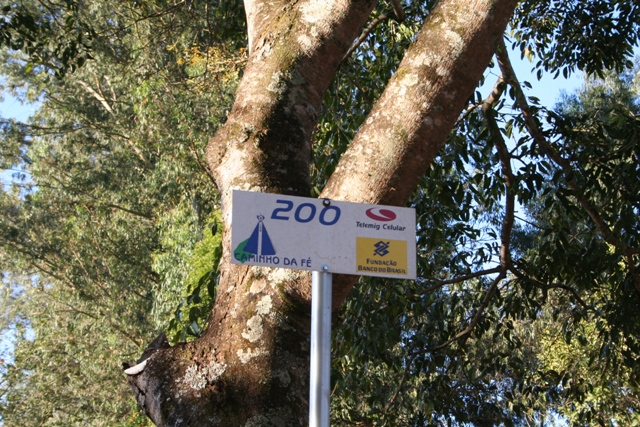 200
CAMINHO DA FÉ
Telemig Celular
FUNDAÇÃO
BANCO DO BRASIL